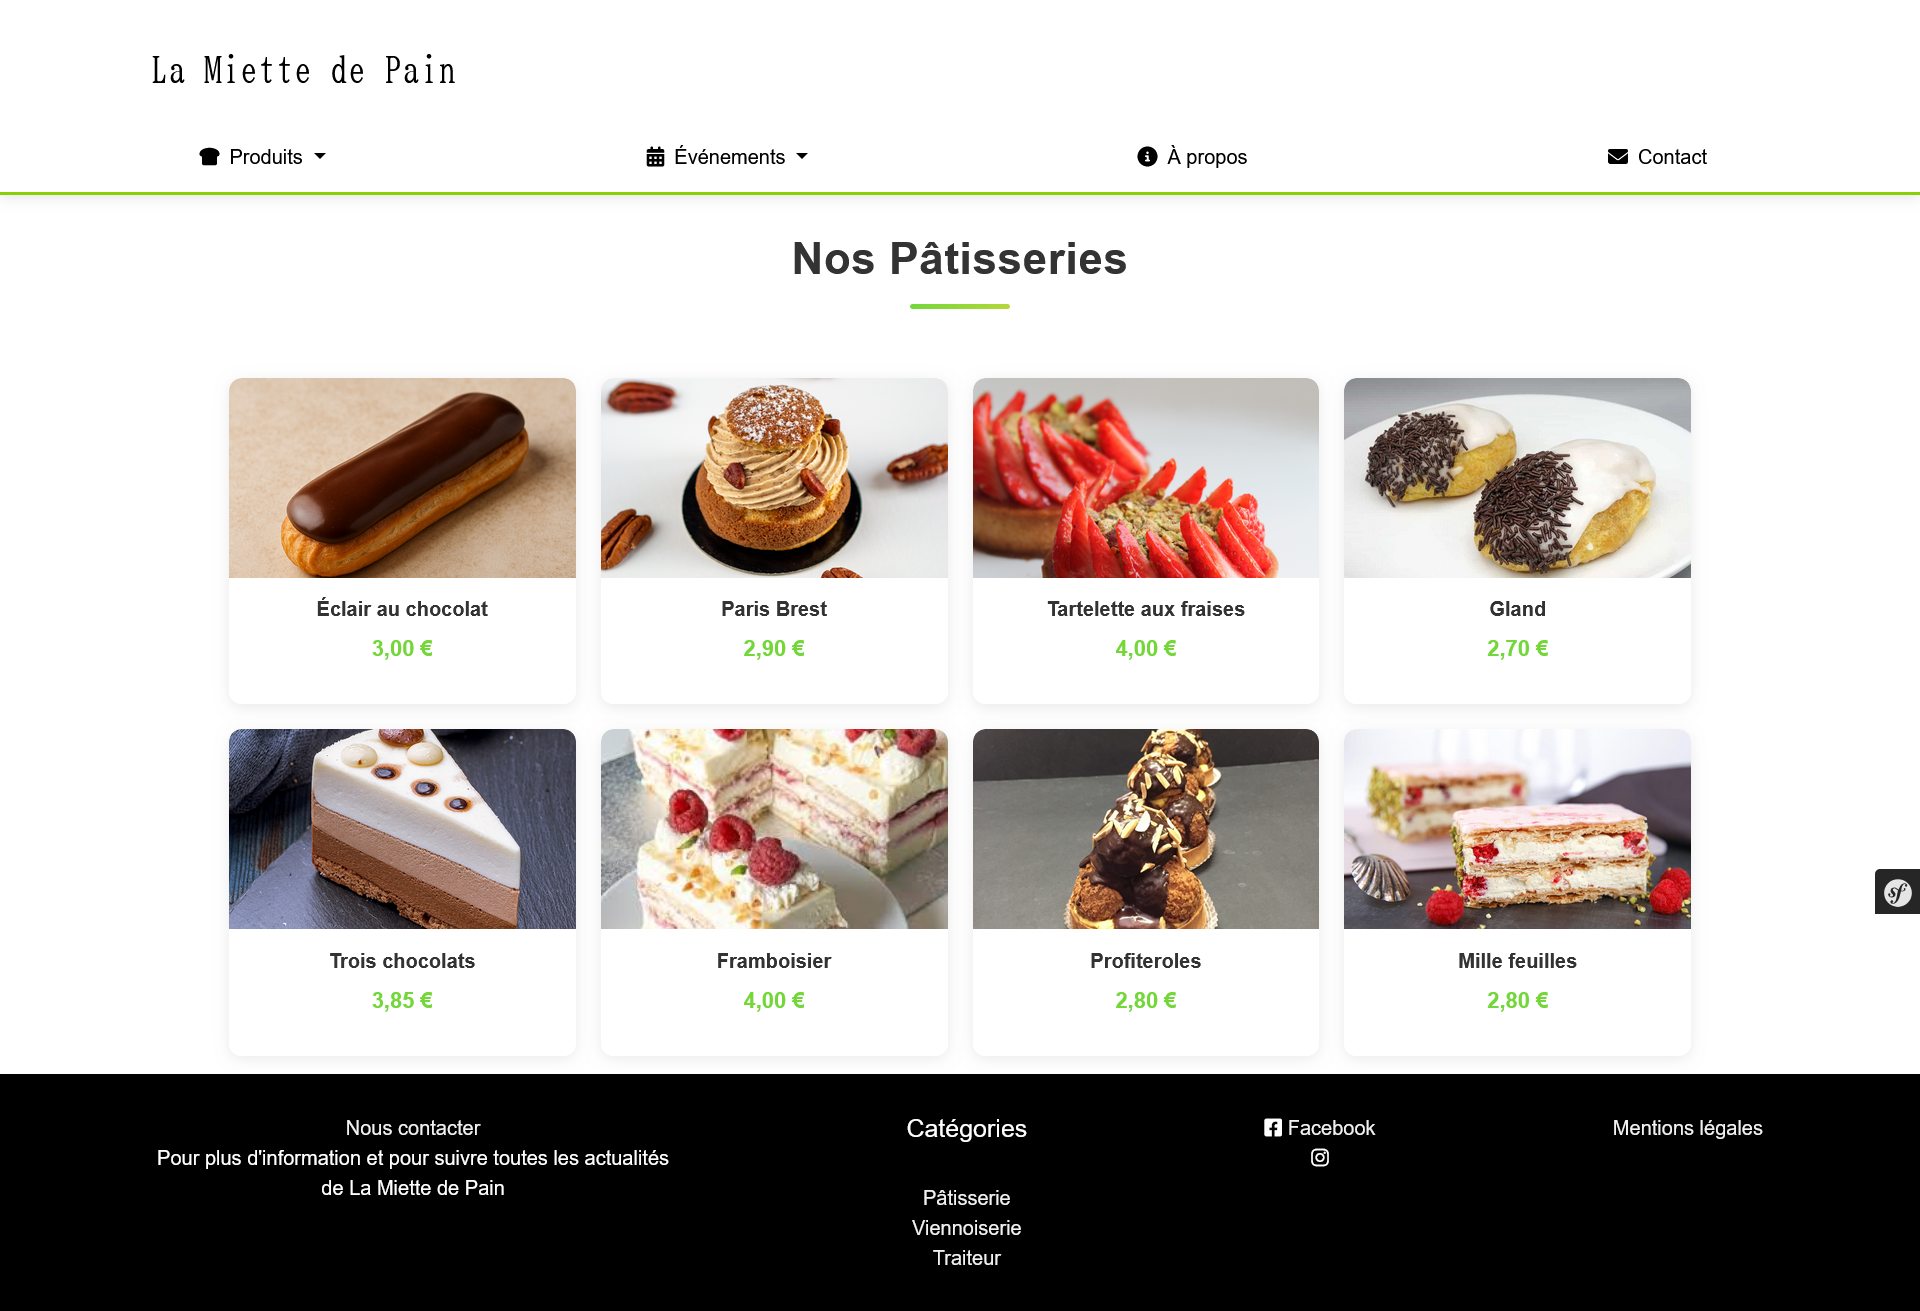 La Miette de Pain
Produits
Événements
À propos
Contact
Nos Pâtisseries
Éclair au chocolat
3,00 €
Paris Brest
2,90 €
Tartelette aux fraises
4,00 €
Gland
2,70 €
Trois chocolats
3,85 €
Framboisier
4,00 €
Profiteroles
2,80 €
Mille feuilles
2,80 €
sf
Nous contacter
Pour plus d'information et pour suivre toutes les actualités
de La Miette de Pain
Catégories
Pâtisserie
Viennoiserie
Traiteur
Facebook
Mentions légales